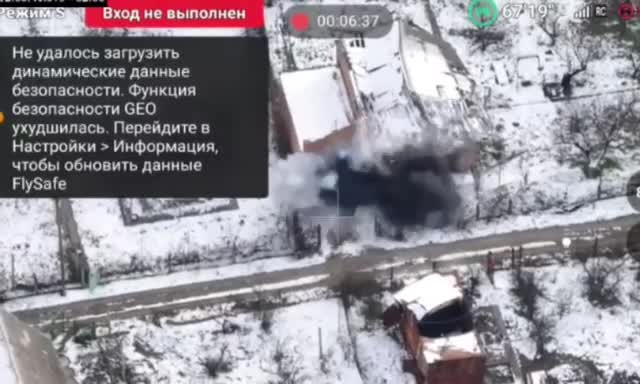 Режим S
Вход не выполнен
00:06:37
67'19"
RC
Не удалось загрузить
динамические данные
безопасности. Функция
безопасности GEO
ухудшилась. Перейдите в
Настройки > Информация,
чтобы обновить данные
FlySafe